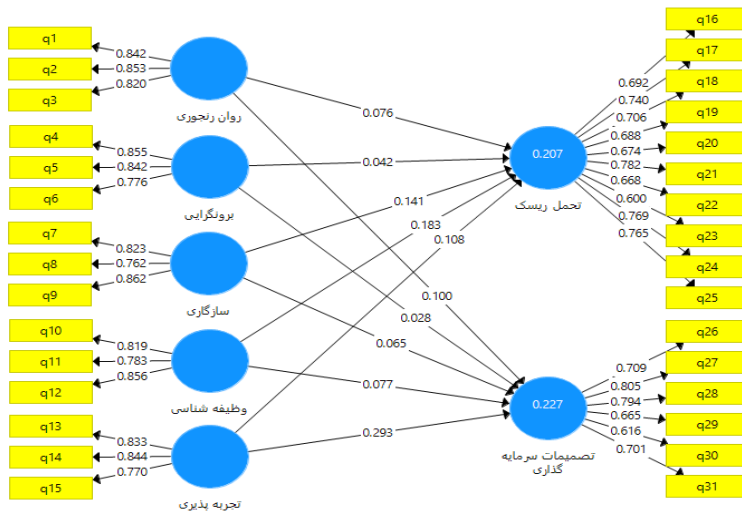 q1
q2
q3
0.842
0.853
0.820
روان رنجوری
q4
q5
q6
0.855
0.842
0.776
برونگرایی
q7
q8
q9
0.823
0.762
0.862
سازگاری
q10
q11
q12
0.819
0.783
0.856
وظیفه شناسی
q13
q14
q15
0.833
0.844
0.770
تجربه پذیری
0.076
0.042
0.141
0.183
0.108
0.100
0.028
0.065
0.077
0.293
0.207
تحمل ریسک
0.692
0.740
0.706
0.688
0.674
0.782
0.668
0.600
0.769
0.765
q16
q17
q18
q19
q20
q21
q22
q23
q24
q25
0.227
تصمیمات سرمایه
گذاری
0.709
0.805
0.794
0.665
0.616
0.701
q26
q27
q28
q29
q30
q31